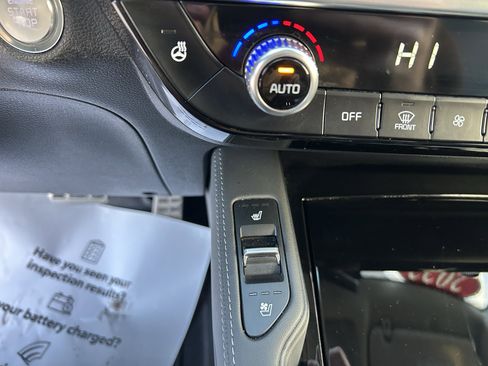 START
STOP
HI
AUTO
OFF
FRONT
Have you seen your
inspection results?
your battery charged?